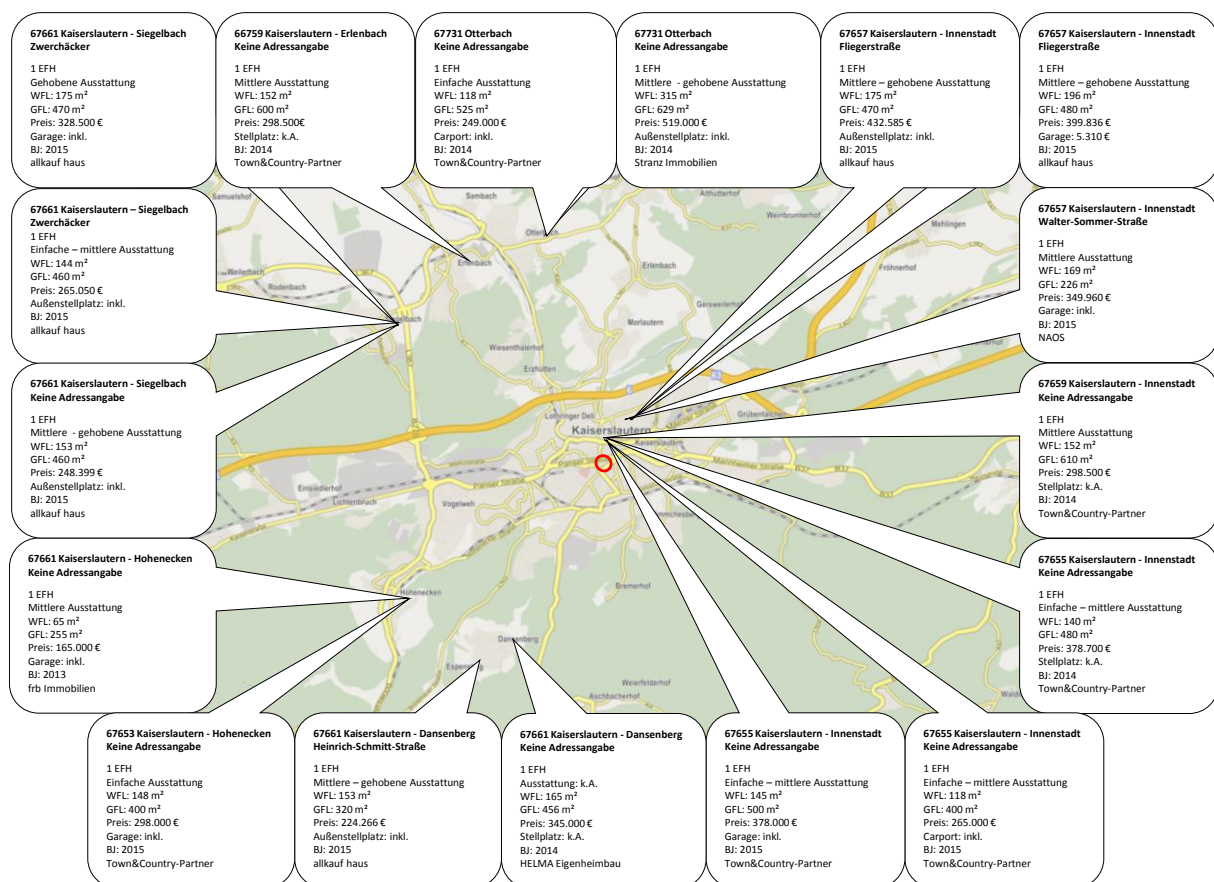 67661 Kaiserslautern - Siegelbach
Zwerchäcker
1 EFH
Gehobene Ausstattung
WFL: 175 m²
GFL: 470 m²
Preis: 328.500 €
Garage: inkl.
BJ: 2015
allkauf haus
66759 Kaiserslautern - Erlenbach
Keine Adressangabe
1 EFH
Mittlere Ausstattung
WFL: 152 m²
GFL: 600 m²
Preis: 298.500€
Stellplatz: k.A.
BJ: 2014
Town&Country-Partner
67731 Otterbach
Keine Adressangabe
1 EFH
Einfache Ausstattung
WFL: 118 m²
GFL: 525 m²
Preis: 249.000 €
Carport: inkl.
BJ: 2014
Town&Country-Partner
67731 Otterbach
Keine Adressangabe
1 EFH
Mittlere - gehobene Ausstattung
WFL: 315 m²
GFL: 629 m²
Preis: 519.000 €
Außenstellplatz: inkl.
BJ: 2014
Stranz Immobilien
67657 Kaiserslautern - Innenstadt
Fliegerstraße
1 EFH
Mittlere – gehobene Ausstattung
WFL: 175 m²
GFL: 470 m²
Preis: 432.585 €
Außenstellplatz: inkl.
BJ: 2015
allkauf haus
67657 Kaiserslautern - Innenstadt
Fliegerstraße
1 EFH
Mittlere – gehobene Ausstattung
WFL: 196 m²
GFL: 480 m²
Preis: 399.836 €
Garage: 5.310 €
BJ: 2015
allkauf haus
67661 Kaiserslautern – Siegelbach
Zwerchäcker
1 EFH
Einfache – mittlere Ausstattung
WFL: 144 m²
GFL: 460 m²
Preis: 265.050 €
Außenstellplatz: inkl.
BJ: 2015
allkauf haus
67657 Kaiserslautern - Innenstadt
Walter-Sommer-Straße
1 EFH
Mittlere Ausstattung
WFL: 169 m²
GFL: 226 m²
Preis: 349.960 €
Garage: inkl.
BJ: 2015
NAOS
67661 Kaiserslautern - Siegelbach
Keine Adressangabe
1 EFH
Mittlere - gehobene Ausstattung
WFL: 153 m²
GFL: 460 m²
Preis: 248.399 €
Außenstellplatz: inkl.
BJ: 2015
allkauf haus
67659 Kaiserslautern - Innenstadt
Keine Adressangabe
1 EFH
Mittlere Ausstattung
WFL: 152 m²
GFL: 610 m²
Preis: 298.500 €
Stellplatz: k.A.
BJ: 2014
Town&Country-Partner
67661 Kaiserslautern - Hohenecken
Keine Adressangabe
1 EFH
Mittlere Ausstattung
WFL: 65 m²
GFL: 255 m²
Preis: 165.000 €
Garage: inkl.
BJ: 2013
frb Immobilien
67655 Kaiserslautern - Innenstadt
Keine Adressangabe
1 EFH
Einfache – mittlere Ausstattung
WFL: 140 m²
GFL: 480 m²
Preis: 378.700 €
Stellplatz: k.A.
BJ: 2014
Town&Country-Partner
67653 Kaiserslautern - Hohenecken
Keine Adressangabe
1 EFH
Einfache Ausstattung
WFL: 148 m²
GFL: 400 m²
Preis: 298.000 €
Garage: inkl.
BJ: 2015
Town&Country-Partner
67661 Kaiserslautern - Dansenberg
Heinrich-Schmitt-Straße
1 EFH
Mittlere – gehobene Ausstattung
WFL: 153 m²
GFL: 320 m²
Preis: 224.266 €
Außenstellplatz: inkl.
BJ: 2015
allkauf haus
67661 Kaiserslautern - Dansenberg
Keine Adressangabe
1 EFH
Ausstattung: k.A.
WFL: 165 m²
GFL: 456 m²
Preis: 345.000 €
Stellplatz: k.A.
BJ: 2014
HELMA Eigenheimbau
67655 Kaiserslautern - Innenstadt
Keine Adressangabe
1 EFH
Einfache – mittlere Ausstattung
WFL: 145 m²
GFL: 500 m²
Preis: 378.000 €
Garage: inkl.
BJ: 2015
Town&Country-Partner
67655 Kaiserslautern - Innenstadt
Keine Adressangabe
1 EFH
Einfache – mittlere Ausstattung
WFL: 118 m²
GFL: 400 m²
Preis: 265.000 €
Carport: inkl.
BJ: 2015
Town&Country-Partner
Samuelshof
Sambach
Althutterhof
Weinbrunnerhof
Mehlingen
Weilerbach
Rodenbach
Erlenbach
Erlenbach
Fröhnerhof
Gersweilerhof
Morlautern
Wiesenthalerhof
Erzhütten
Lothringer Dell
Kaiserslautern
Kaiserslautern
Grübentälchen
Mainzer Straße
Pariser Straße
Mannheimer Straße
B37
B37
Einsiedlerhof
Lichtenbruch
Vogelweh
Pariser Straße
Bremerhof
Hohenecken
Dansenberg
Aschbacherhof
Weiferfelderhof
L367
L367